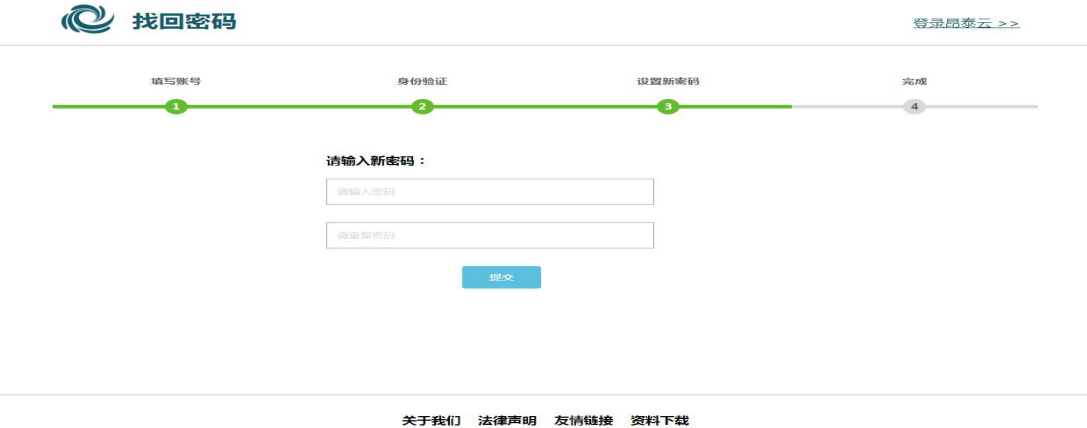 找回密码
登录昂泰云 >>
填写账号 身份验证 设置新密码 完成
1 2 3 4
请输入新密码：
请输入密码
请重复密码
提交
关于我们 法律声明 友情链接 资料下载